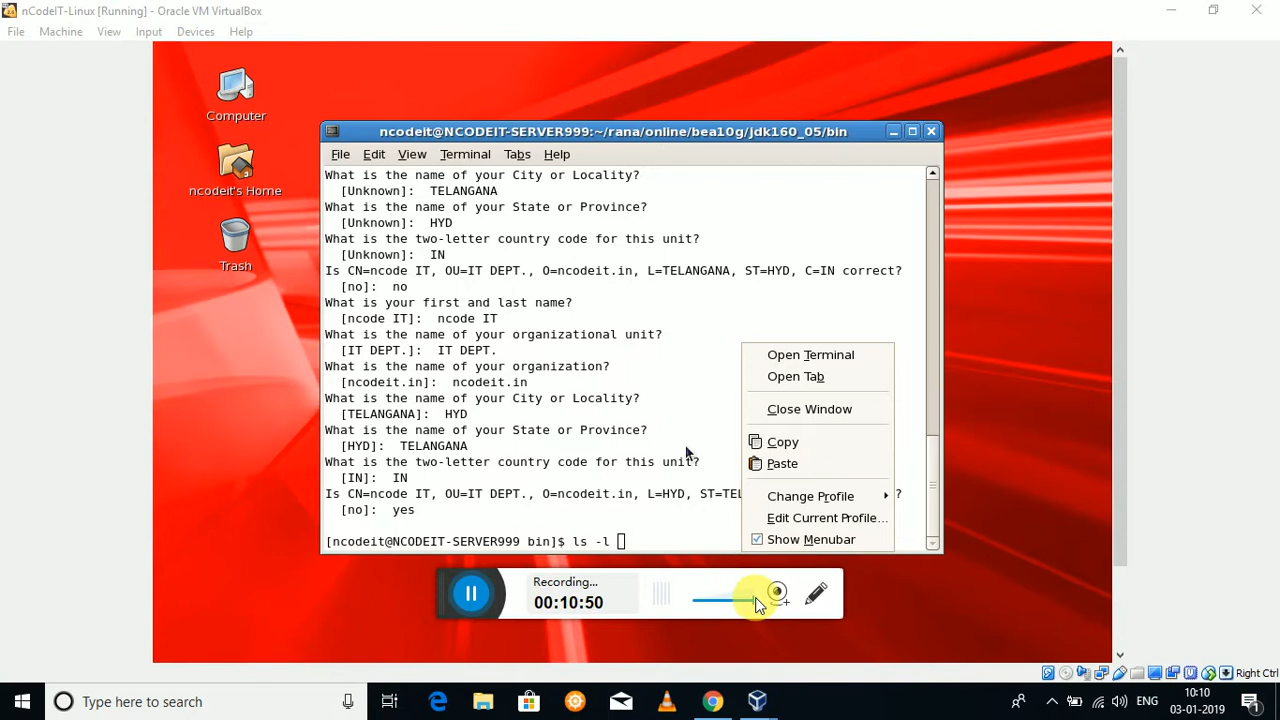 nCodeIT-Linux [Running] - Oracle VM VirtualBox
File Machine View Input Devices Help
Computer
ncodeit's Home
Trash
ncodeit@NCODEIT-SERVER999:~/rana/online/bea10g/jdk160_05/bin
File Edit View Terminal Tabs Help
What is the name of your City or Locality?
[Unknown]: TELANGANA
What is the name of your State or Province?
[Unknown]: HYD
What is the two-letter country code for this unit?
[Unknown]: IN
Is CN=ncode IT, OU=IT DEPT., O=ncodeit.in, L=TELANGANA, ST=HYD, C=IN correct?
[no]: no
What is your first and last name?
[ncode IT]: ncode IT
What is the name of your organizational unit?
[IT DEPT.]: IT DEPT.
What is the name of your organization?
[ncodeit.in]: ncodeit.in
What is the name of your City or Locality?
[TELANGANA]: HYD
What is the name of your State or Province?
[HYD]: TELANGANA
What is the two-letter country code for this unit?
[IN]: IN
Is CN=ncode IT, OU=IT DEPT., O=ncodeit.in, L=HYD, ST=TEL ?
[no]: yes
[ncodeit@NCODEIT-SERVER999 bin]$ ls -l
Open Terminal
Open Tab
Close Window
Copy
Paste
Change Profile
Edit Current Profile...
Show Menubar
Recording...
00:10:50
Right Ctrl
Type here to search
ENG
10:10
03-01-2019
1